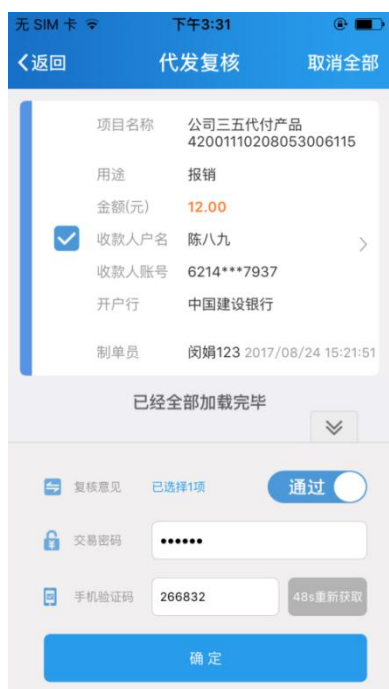 无 SIM 卡 下午3:31
返回 代发复核 取消全部
项目名称 公司三五代付产品
42001110208053006115
用途 报销
金额(元) 12.00
收款人户名 陈八九
收款人账号 6214***7937
开户行 中国建设银行
制单员 闵娟123 2017/08/24 15:21:51
已经全部加载完毕
复核意见 已选择1项 通过
交易密码 ••••••
手机验证码 266832 48s重新获取
确定